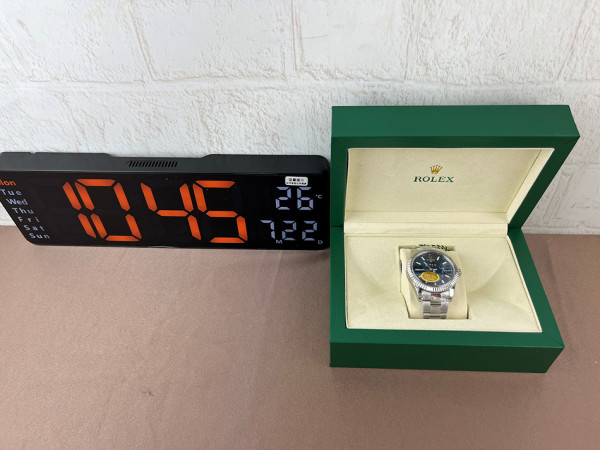 Mon
Tue
Wed
Thu
Fri
Sat
Sun
10:45
26 °C
7 22
M D
ROLEX